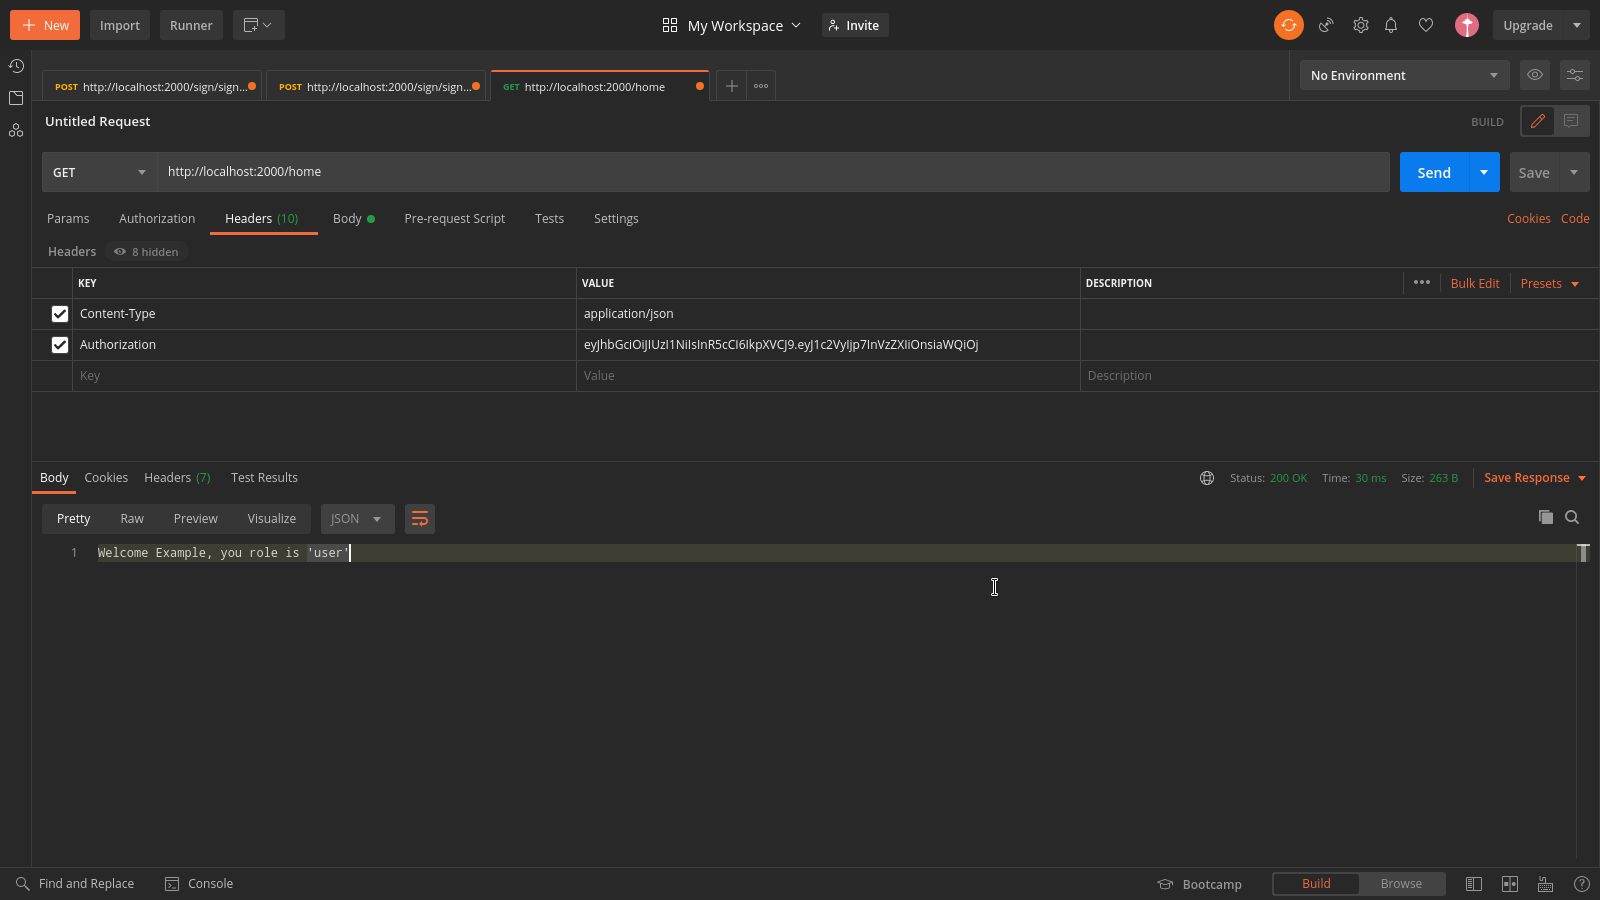 New Import Runner My Workspace Invite Upgrade
POST http://localhost:2000/sign/sign... POST http://localhost:2000/sign/sign... GET http://localhost:2000/home No Environment
Untitled Request BUILD
GET http://localhost:2000/home Send Save
Params Authorization Headers (10) Body Pre-request Script Tests Settings Cookies Code
Headers 8 hidden
KEY VALUE DESCRIPTION Bulk Edit Presets
Content-Type application/json
Authorization eyJhbGciOiJIUzI1NiIsInR5cCI6IkpXVCJ9.eyJ1c2VyIjp7InVzZXIiOnsiaWQiOj
Key Value Description
Body Cookies Headers (7) Test Results Status: 200 OK Time: 30 ms Size: 263 B Save Response
Pretty Raw Preview Visualize JSON
1 Welcome Example, you role is 'user'
Find and Replace Console Bootcamp Build Browse